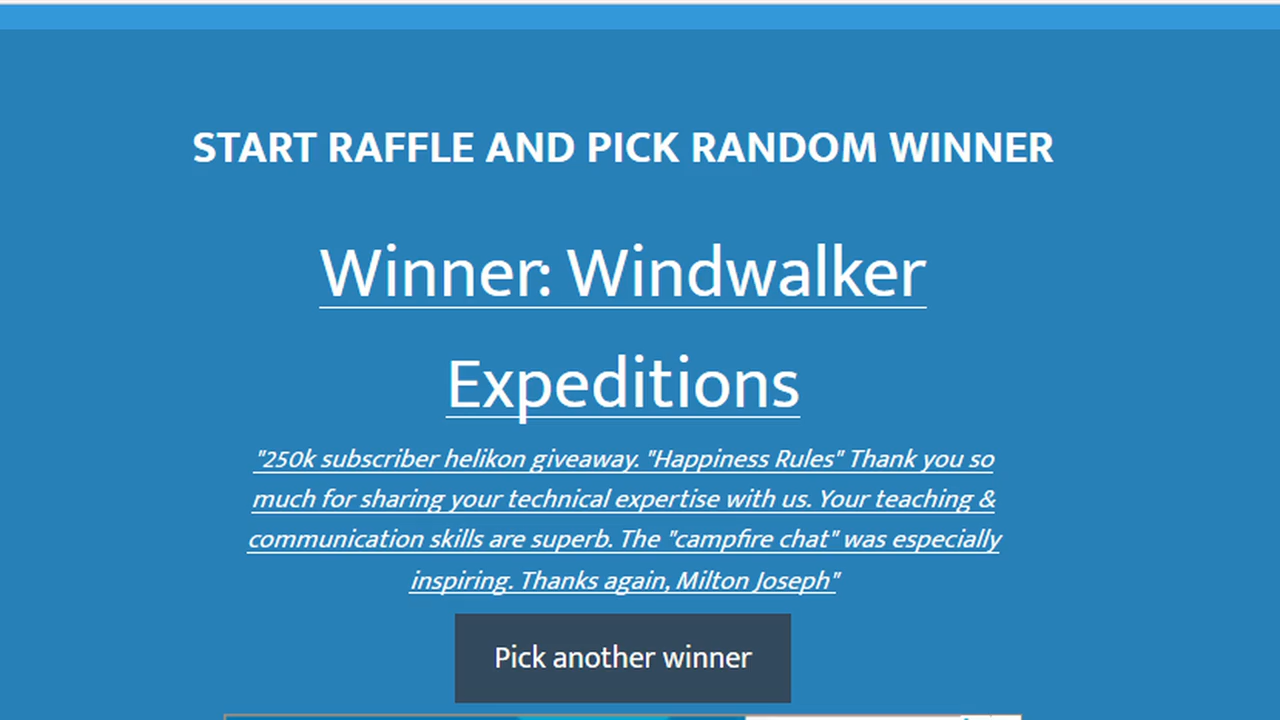 START RAFFLE AND PICK RANDOM WINNER
Winner: Windwalker
Expeditions
"250k subscriber helikon giveaway. "Happiness Rules" Thank you so
much for sharing your technical expertise with us. Your teaching &
communication skills are superb. The "campfire chat" was especially
inspiring. Thanks again, Milton Joseph"
Pick another winner